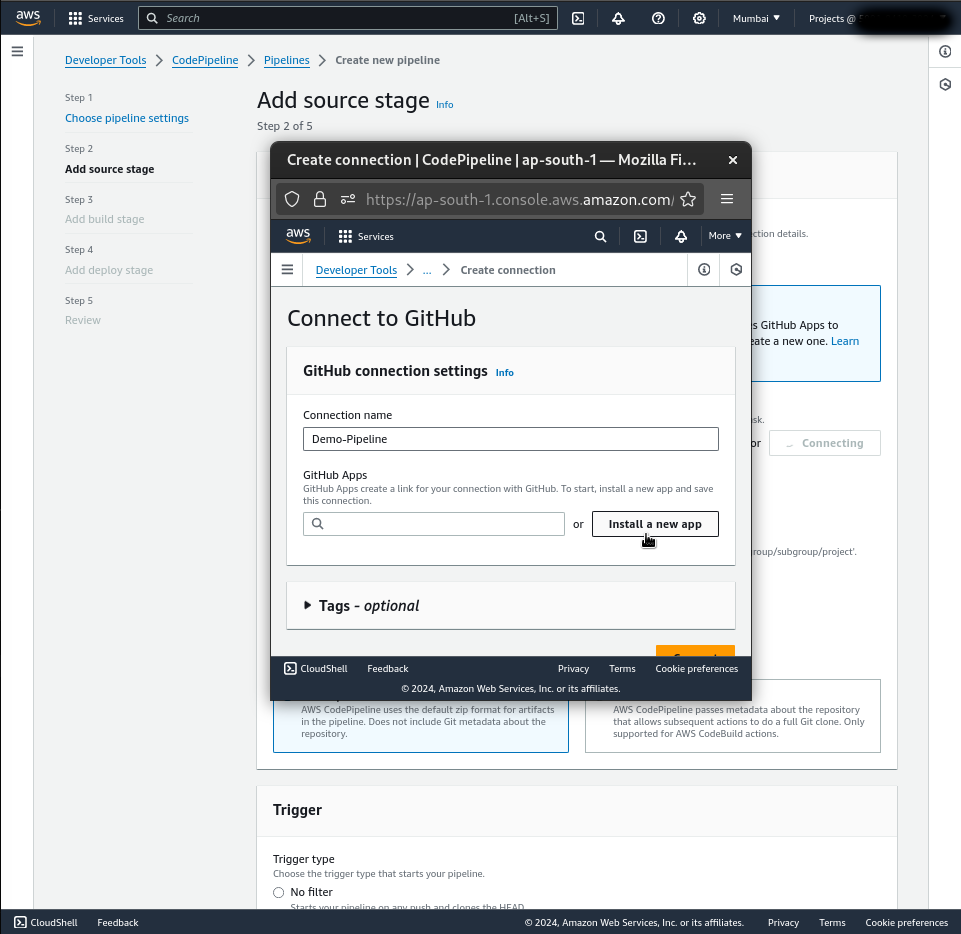 aws Services Search [Alt+S] Mumbai Projects @
Developer Tools CodePipeline Pipelines Create new pipeline
Step 1
Choose pipeline settings
Step 2
Add source stage
Step 3
Add build stage
Step 4
Add deploy stage
Step 5
Review
Add source stage Info
Step 2 of 5
Create connection | CodePipeline | ap-south-1 — Mozilla Fi...
https://ap-south-1.console.aws.amazon.com/
aws Services More
Developer Tools ... Create connection
Connect to GitHub
GitHub connection settings Info
Connection name
Demo-Pipeline
GitHub Apps
GitHub Apps create a link for your connection with GitHub. To start, install a new app and save
this connection.
or Install a new app
Tags - optional
CloudShell Feedback Privacy Terms Cookie preferences
© 2024, Amazon Web Services, Inc. or its affiliates.
ction details.
s GitHub Apps to
eate a new one. Learn
sk.
or Connecting
roup/subgroup/project'.
AWS CodePipeline uses the default zip format for artifacts
in the pipeline. Does not include Git metadata about the
repository.
AWS CodePipeline passes metadata about the repository
that allows subsequent actions to do a full Git clone. Only
supported for AWS CodeBuild actions.
Trigger
Trigger type
Choose the trigger type that starts your pipeline.
No filter
Starts your pipeline on any push and clones the HEAD.
CloudShell Feedback © 2024, Amazon Web Services, Inc. or its affiliates. Privacy Terms Cookie preferences